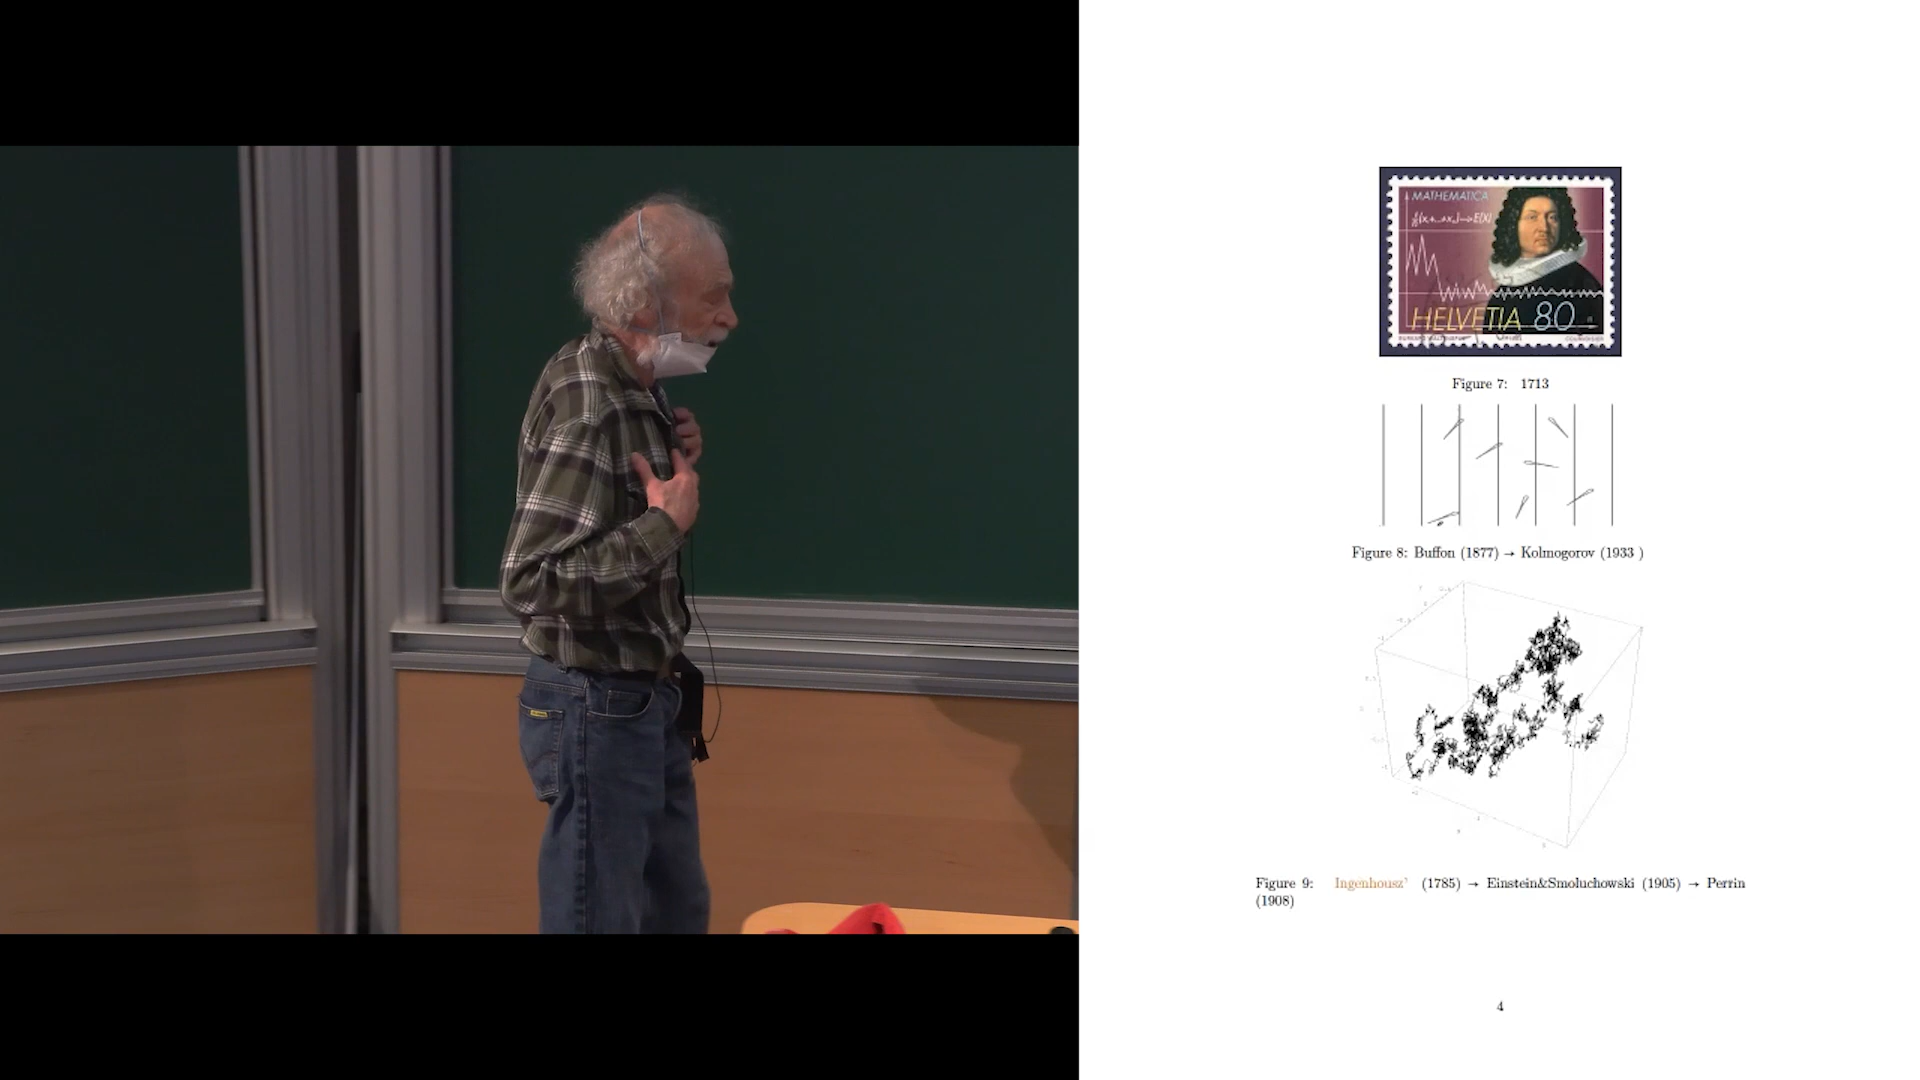 MATHEMATICA
HELVETIA 80
Figure 7: 1713
Figure 8: Buffon (1877) → Kolmogorov (1933 )
Figure 9: Ingenhousz' (1785) → Einstein&Smoluchowski (1905) → Perrin
(1908)
4